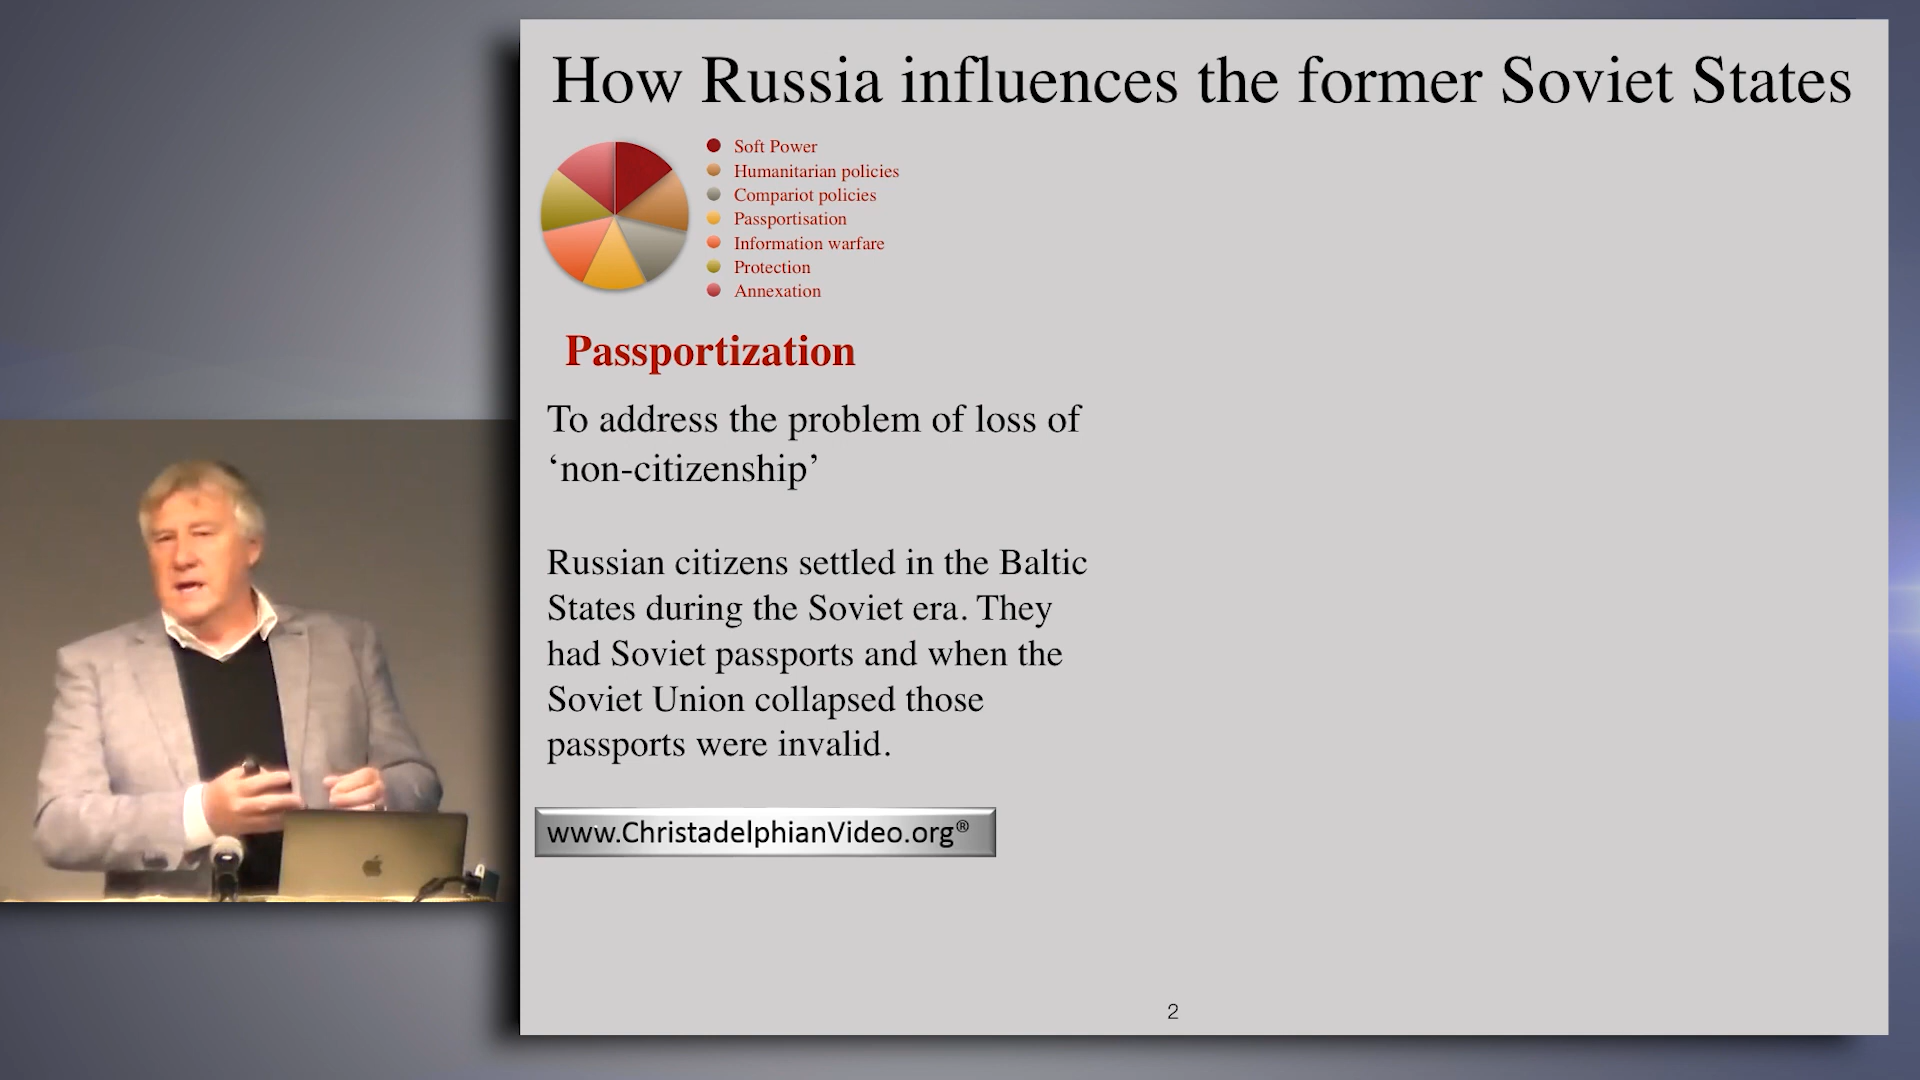 How Russia influences the former Soviet States
Soft Power
Humanitarian policies
Compariot policies
Passportisation
Information warfare
Protection
Annexation
Passportization
To address the problem of loss of
‘non-citizenship’
Russian citizens settled in the Baltic
States during the Soviet era. They
had Soviet passports and when the
Soviet Union collapsed those
passports were invalid.
www.ChristadelphianVideo.org®
2